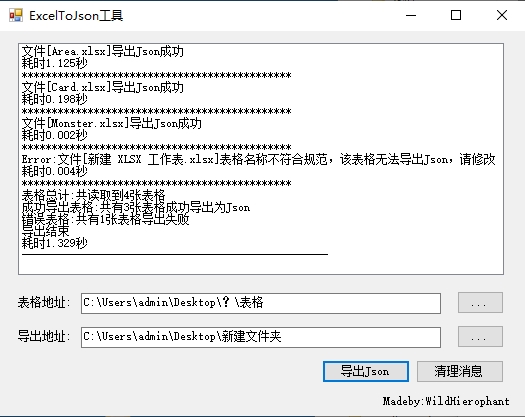 ExcelToJson工具
文件[Area.xlsx]导出Json成功
耗时1.125秒
*********************************************
文件[Card.xlsx]导出Json成功
耗时0.198秒
*********************************************
文件[Monster.xlsx]导出Json成功
耗时0.002秒
*********************************************
Error:文件[新建 XLSX 工作表.xlsx]表格名称不符合规范，该表格无法导出Json，请修改
耗时0.004秒
*********************************************
表格总计:共读取到4张表格
成功导出表格:共有3张表格成功导出为Json
错误表格:共有1张表格导出失败
导出结束
耗时1.329秒
表格地址: C:\Users\admin\Desktop\？\表格 ...
导出地址: C:\Users\admin\Desktop\新建文件夹 ...
导出Json 清理消息
Madeby:WildHierophant